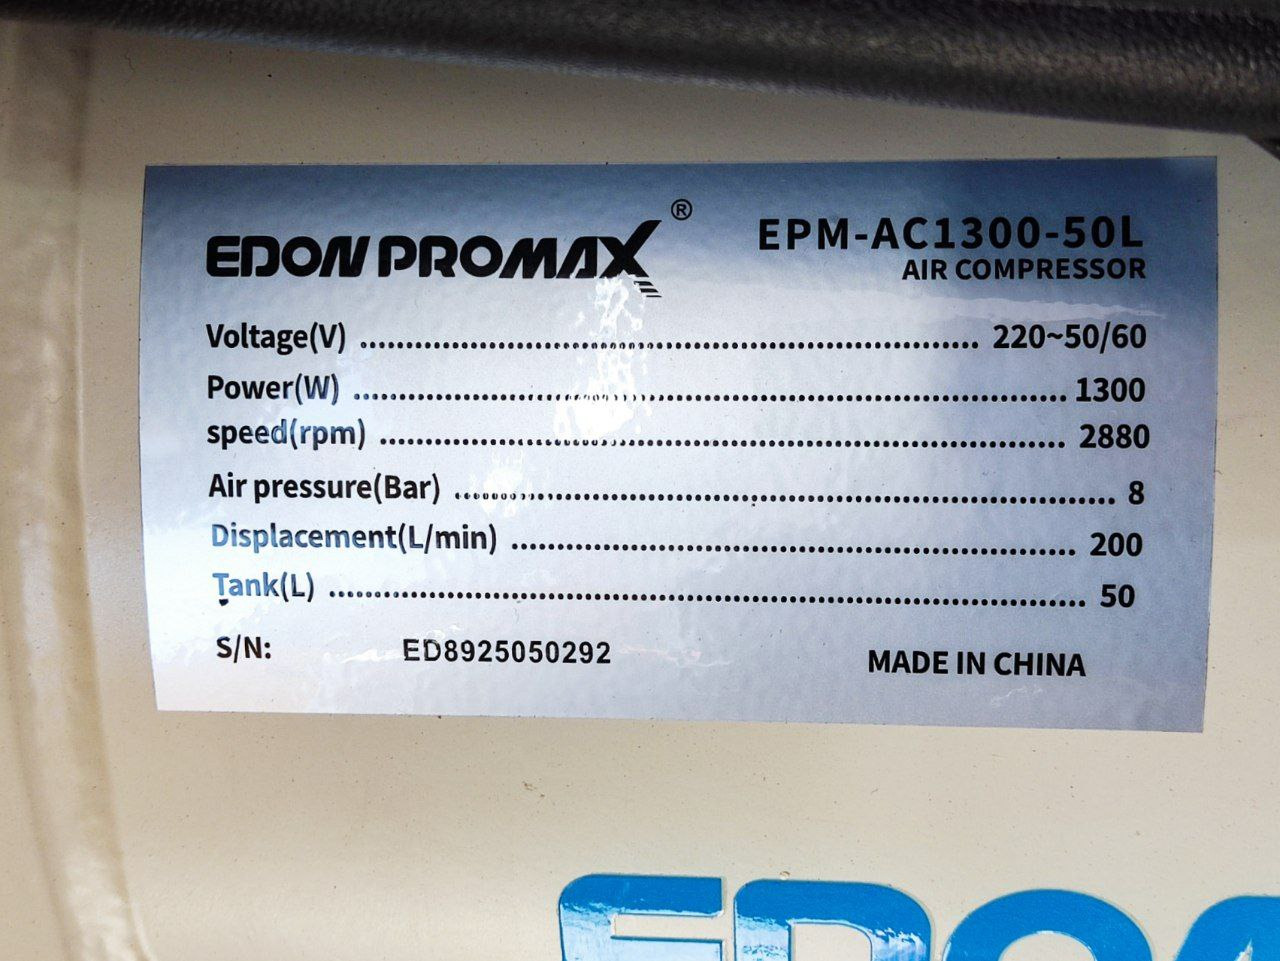 EDON PROMAX ®
EPM-AC1300-50L
AIR COMPRESSOR
Voltage(V) ........ 220~50/60
Power(W) ........ 1300
speed(rpm) ........ 2880
Air pressure(Bar) ........ 8
Displacement(L/min) ........ 200
Tank(L) ........ 50
S/N: ED8925050292
MADE IN CHINA
EDO